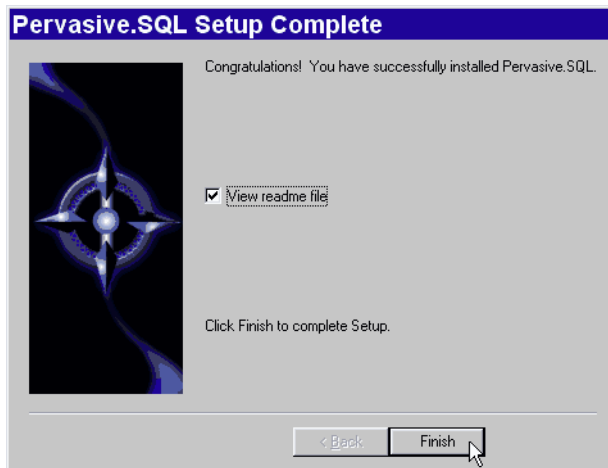 Pervasive.SQL Setup Complete
Congratulations! You have successfully installed Pervasive.SQL.
View readme file
Click Finish to complete Setup.
< Back
Finish